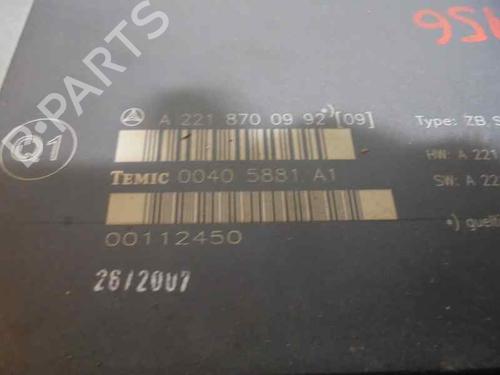 A 221 870 09 92 *) [09]
Type: ZB, S
Q1
HW: A 221
TEMIC 0040 5881 A1
SW: A 22
00112450
26/2007
B-PARTS